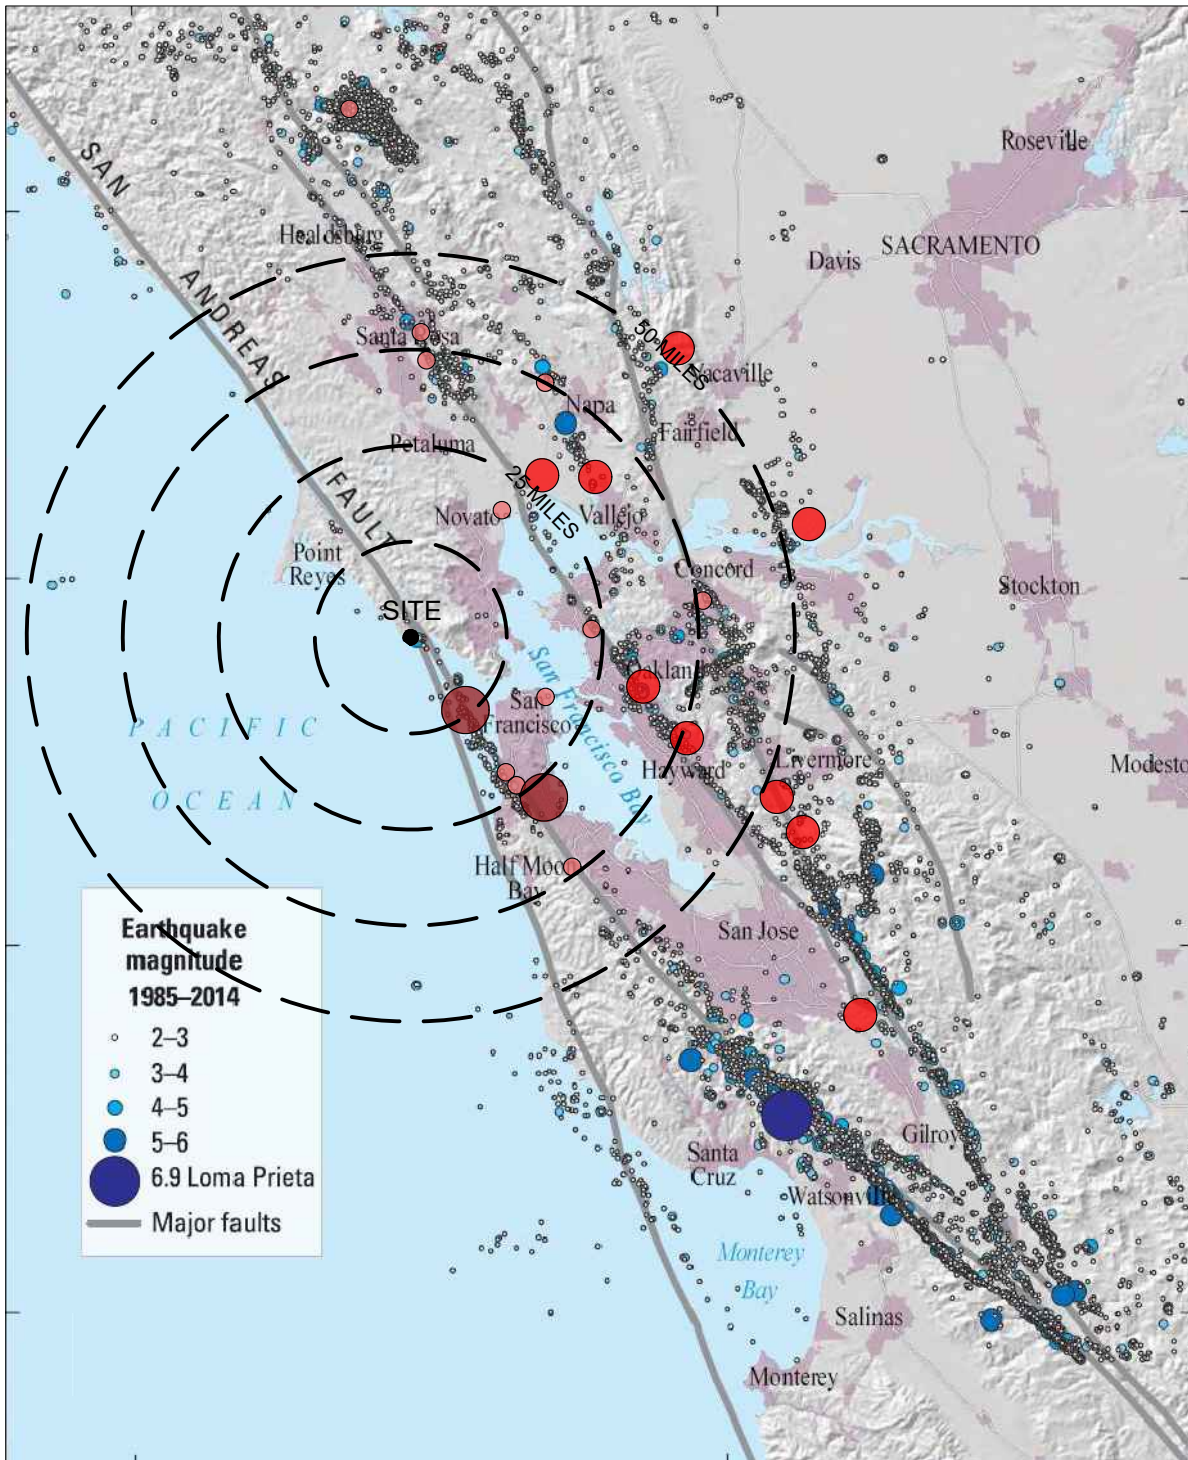 Roseville
SAN
Healdsburg
SACRAMENTO
Davis
ANDREAS
Santa Rosa
50 MILES
Vacaville
Napa
Petaluma
Fairfield
FAULT
25 MILES
Novato
Vallejo
Point
Reyes
Concord
Stockton
SITE
San Francisco Bay
Oakland
San
Francisco
PACIFIC
OCEAN
Livermore
Hayward
Modesto
Half Moon
Bay
San Jose
Earthquake
magnitude
1985–2014
2–3
3–4
4–5
5–6
6.9 Loma Prieta
Major faults
Gilroy
Santa
Cruz
Watsonville
Monterey
Bay
Salinas
Monterey